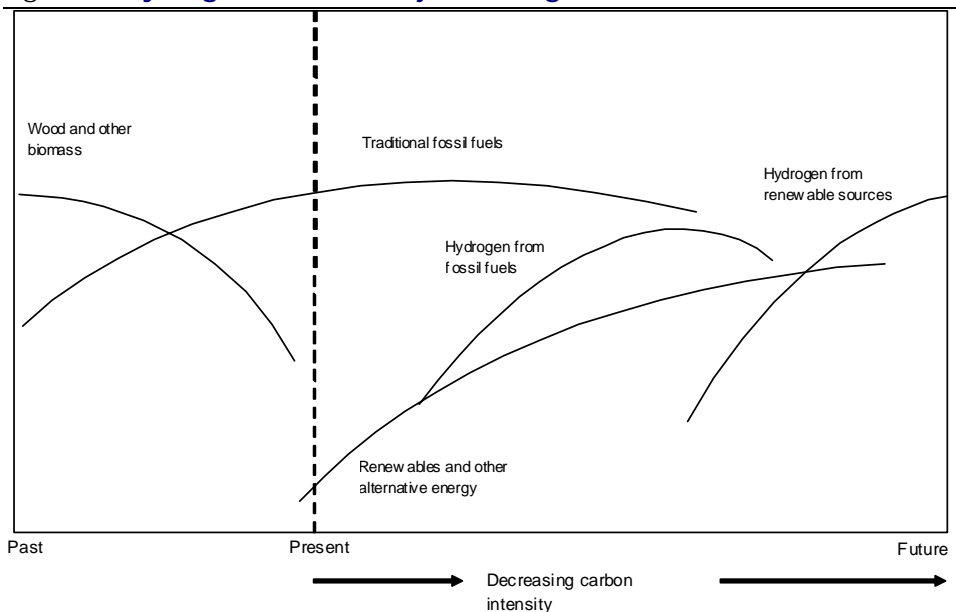 Wood and other
biomass
Traditional fossil fuels
Hydrogen from
renewable sources
Hydrogen from
fossil fuels
Renewables and other
alternative energy
Past
Present
Future
Decreasing carbon
intensity